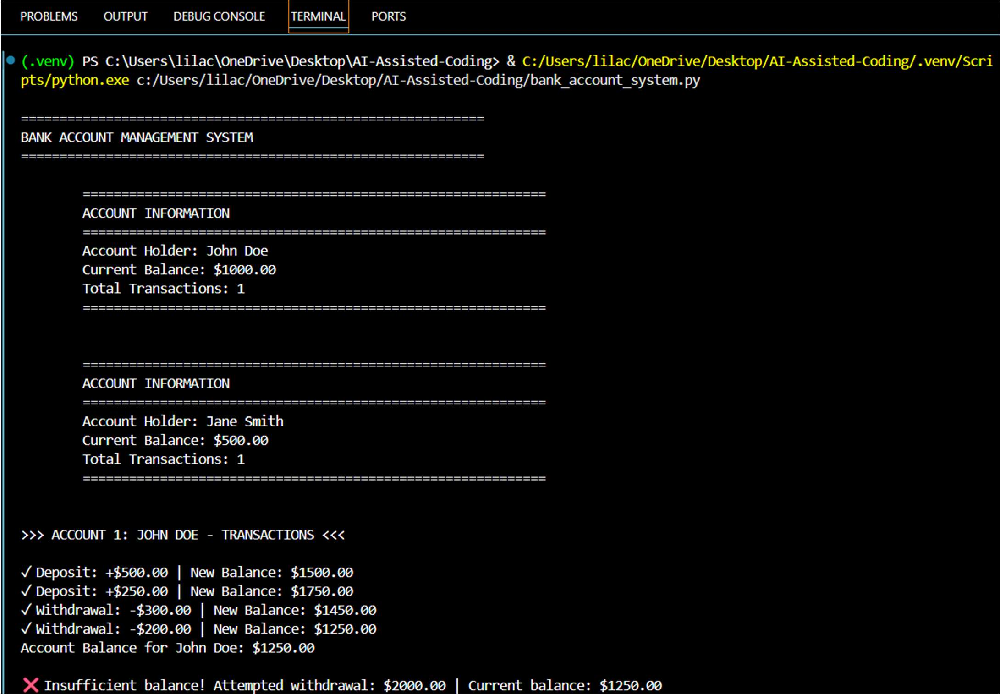 PROBLEMS OUTPUT DEBUG CONSOLE TERMINAL PORTS
(.venv) PS C:\Users\lilac\OneDrive\Desktop\AI-Assisted-Coding> & C:/Users/lilac/OneDrive/Desktop/AI-Assisted-Coding/.venv/Scri
pts/python.exe c:/Users/lilac/OneDrive/Desktop/AI-Assisted-Coding/bank_account_system.py
============================================================
BANK ACCOUNT MANAGEMENT SYSTEM
============================================================
============================================================
ACCOUNT INFORMATION
============================================================
Account Holder: John Doe
Current Balance: $1000.00
Total Transactions: 1
============================================================
============================================================
ACCOUNT INFORMATION
============================================================
Account Holder: Jane Smith
Current Balance: $500.00
Total Transactions: 1
============================================================
>>> ACCOUNT 1: JOHN DOE - TRANSACTIONS <<<
✓ Deposit: +$500.00 | New Balance: $1500.00
✓ Deposit: +$250.00 | New Balance: $1750.00
✓ Withdrawal: -$300.00 | New Balance: $1450.00
✓ Withdrawal: -$200.00 | New Balance: $1250.00
Account Balance for John Doe: $1250.00
❌ Insufficient balance! Attempted withdrawal: $2000.00 | Current balance: $1250.00